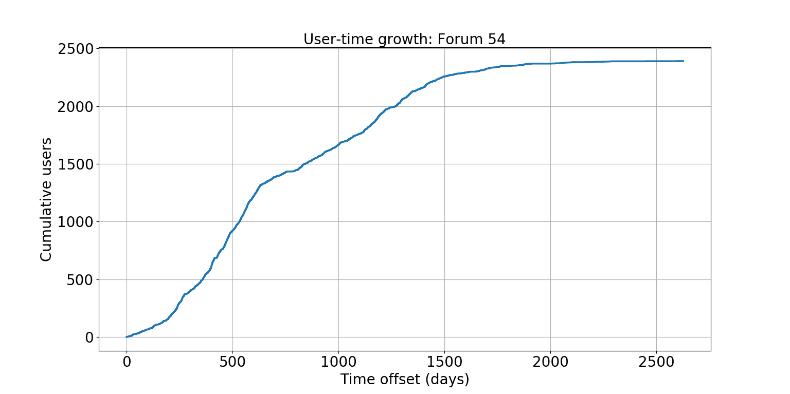 User-time growth: Forum 54
2500
2000
1500
1000
500
0
Cumulative users
0 500 1000 1500 2000 2500
Time offset (days)